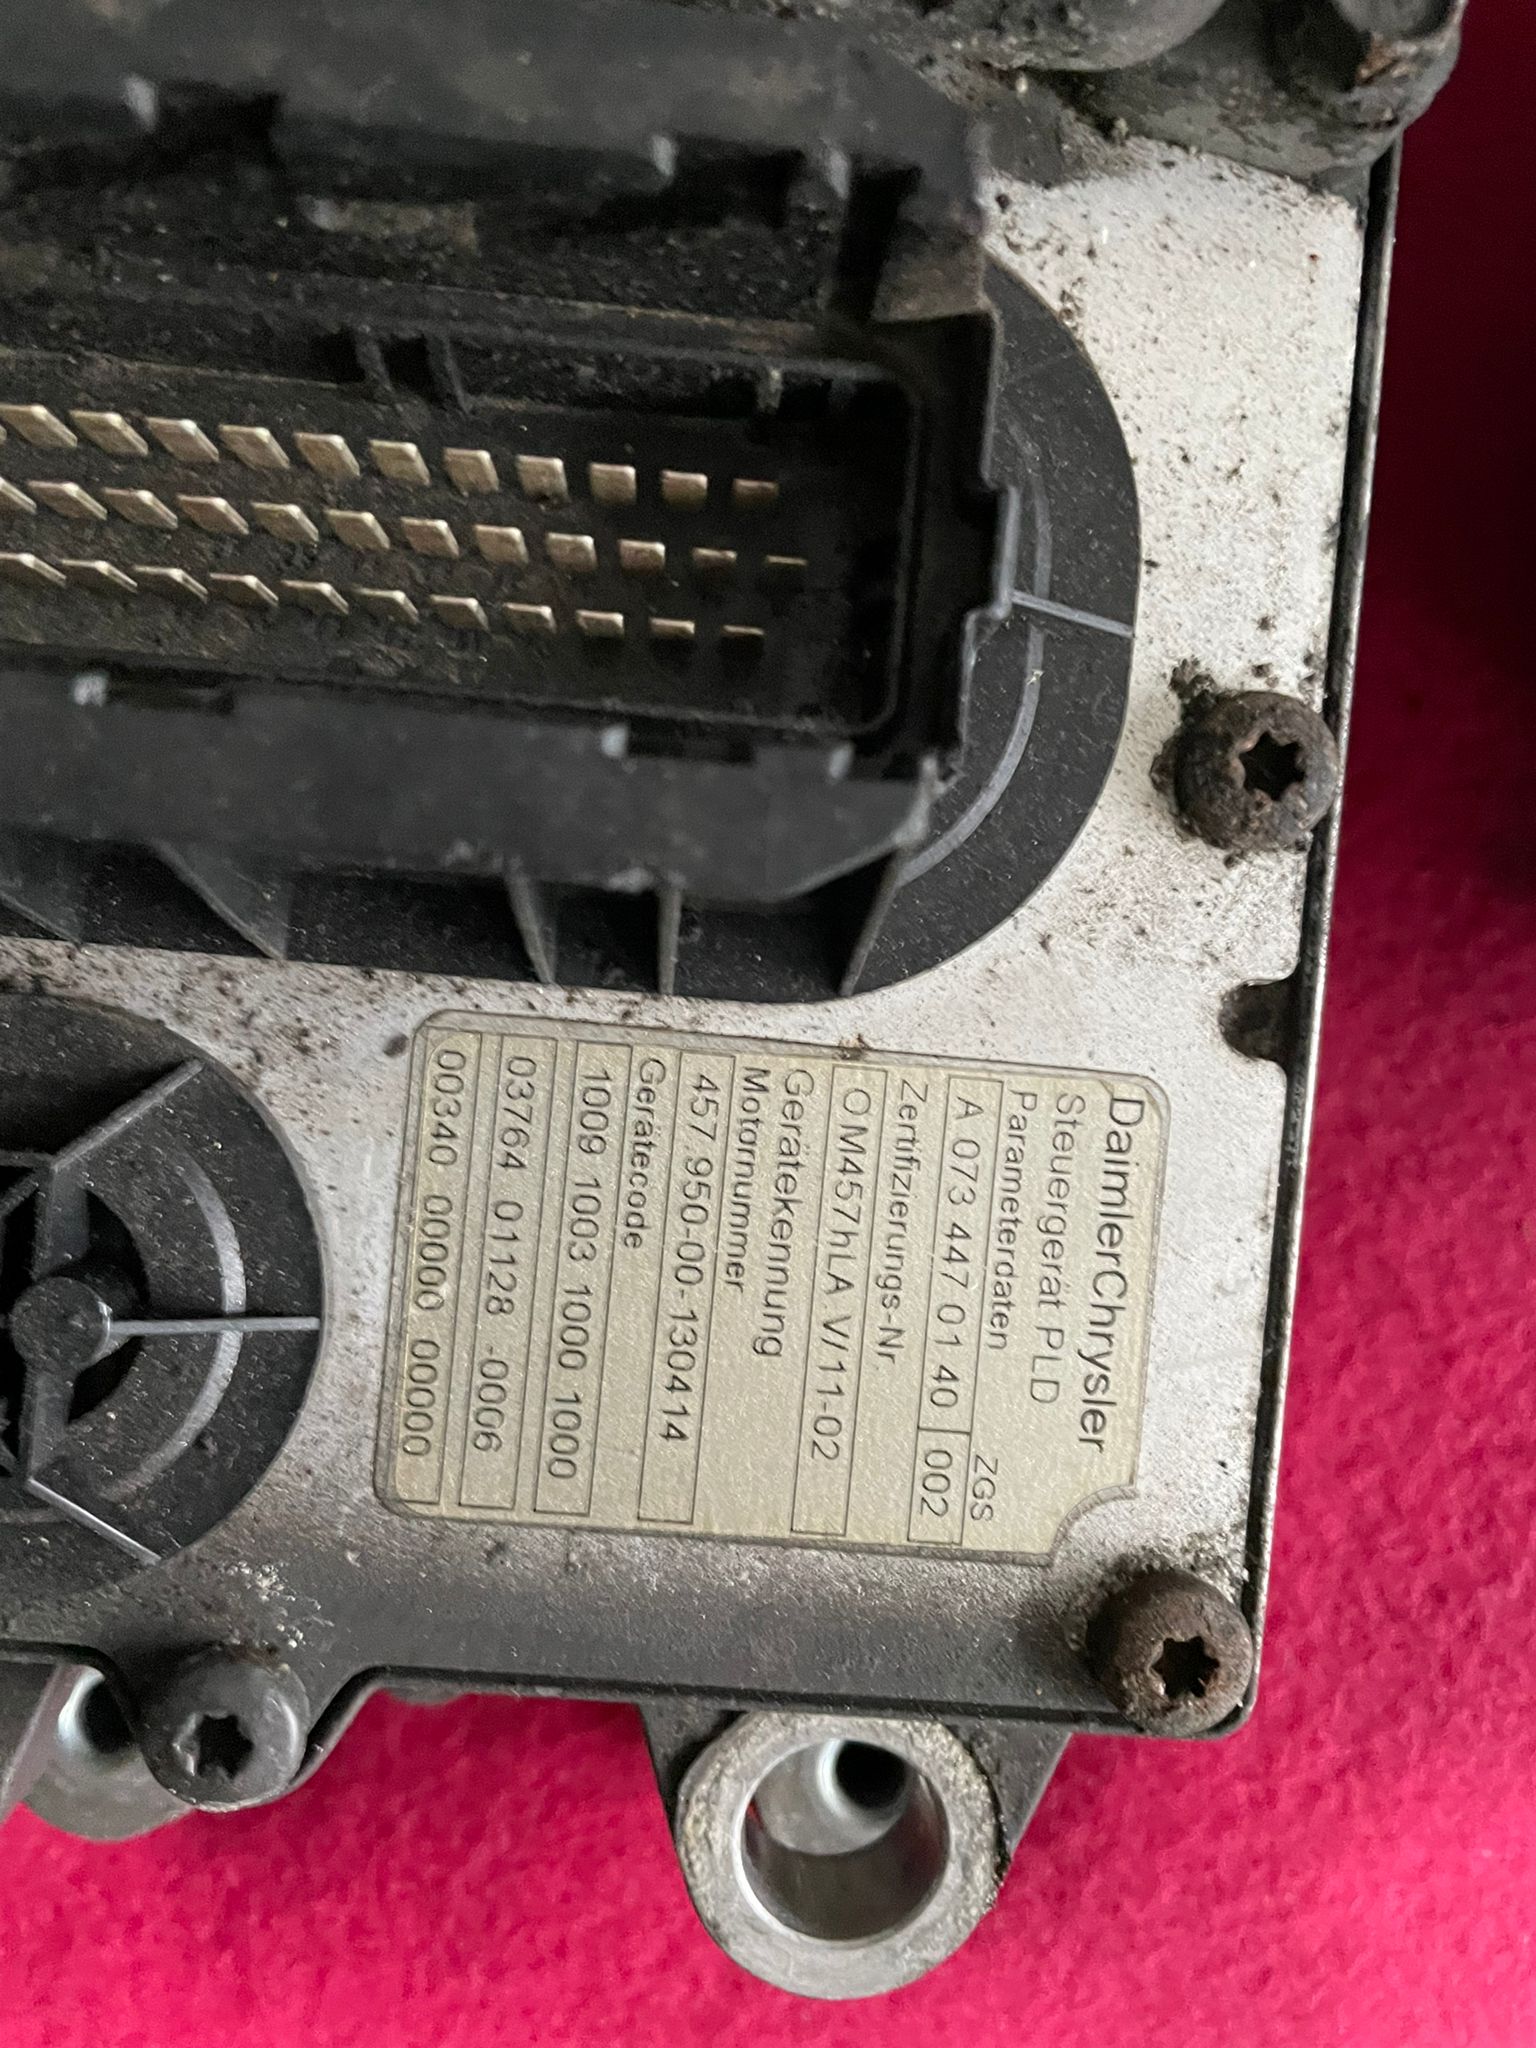 DaimlerChrysler
Steuergerät PLD
Parameterdaten ZGS
A 073 447 01 40 002
Zertifizierungs-Nr.
OM457hLA V/11-02
Gerätekennung
Motornummer
457.950-00-130414
Gerätecode
1009 1003 1000 1000
03764 01128 -0006
00340 00000 00000